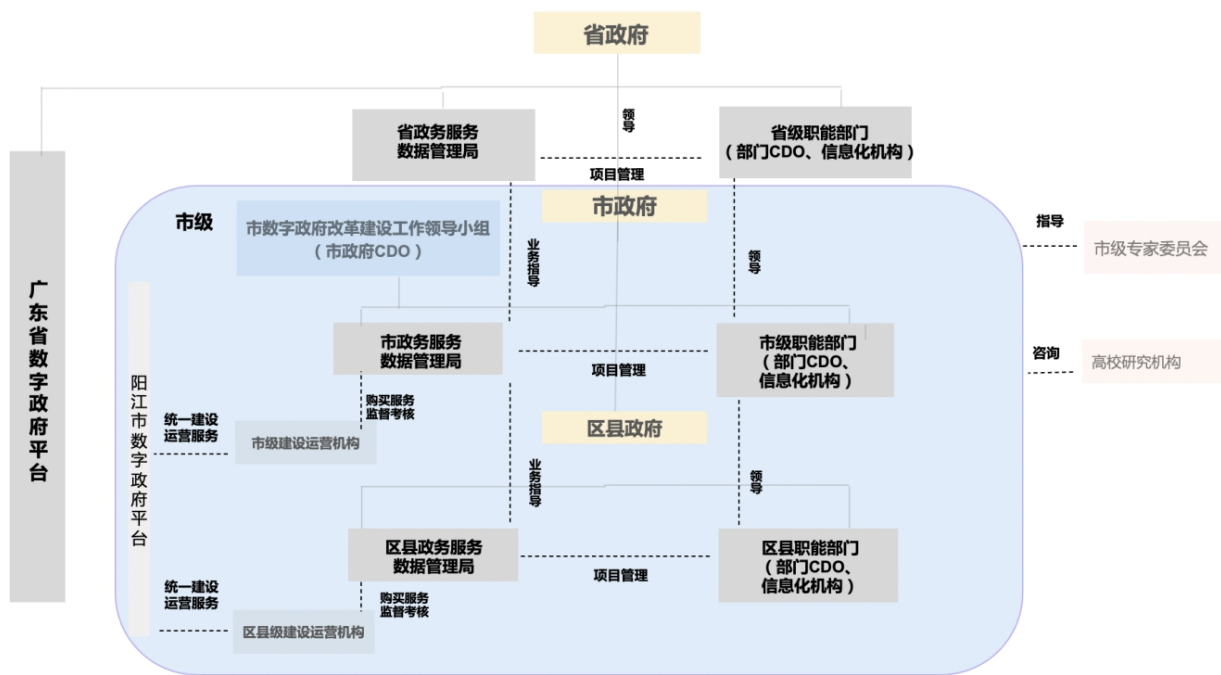 省政府
领导
省政务服务
数据管理局
省级职能部门
（部门CDO、信息化机构）
项目管理
市级
市数字政府改革建设工作领导小组
（市政府CDO）
市政府
业务指导
领导
指导
市级专家委员会
广东省数字政府平台
阳江市数字政府平台
市政务服务
数据管理局
市级职能部门
（部门CDO、
信息化机构）
项目管理
咨询
高校研究机构
购买服务
监督考核
统一建设
运营服务
市级建设运营机构
区县政府
业务指导
领导
区县政务服务
数据管理局
区县职能部门
（部门CDO、
信息化机构）
项目管理
统一建设
运营服务
购买服务
监督考核
区县级建设运营机构